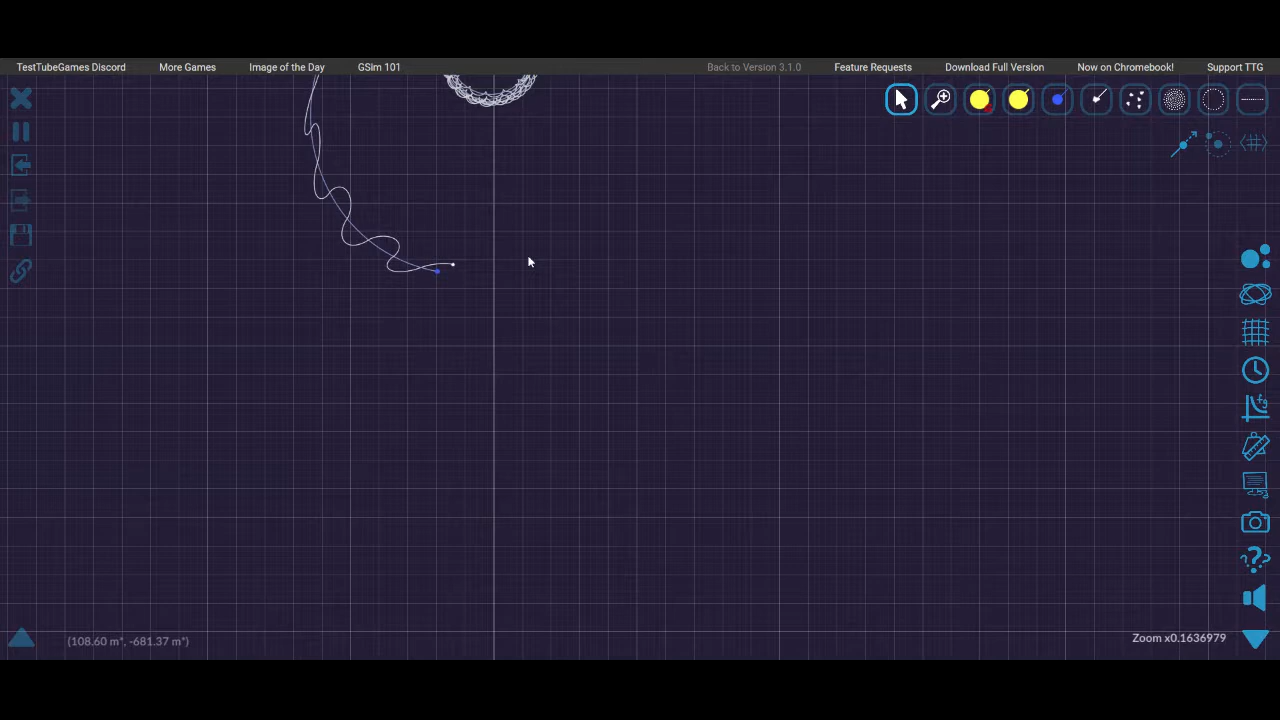 TestTubeGames Discord More Games Image of the Day GSim 101 Back to Version 3.1.0 Feature Requests Download Full Version Now on Chromebook! Support TTG
(108.60 m*, -681.37 m*)
Zoom x0.1636979